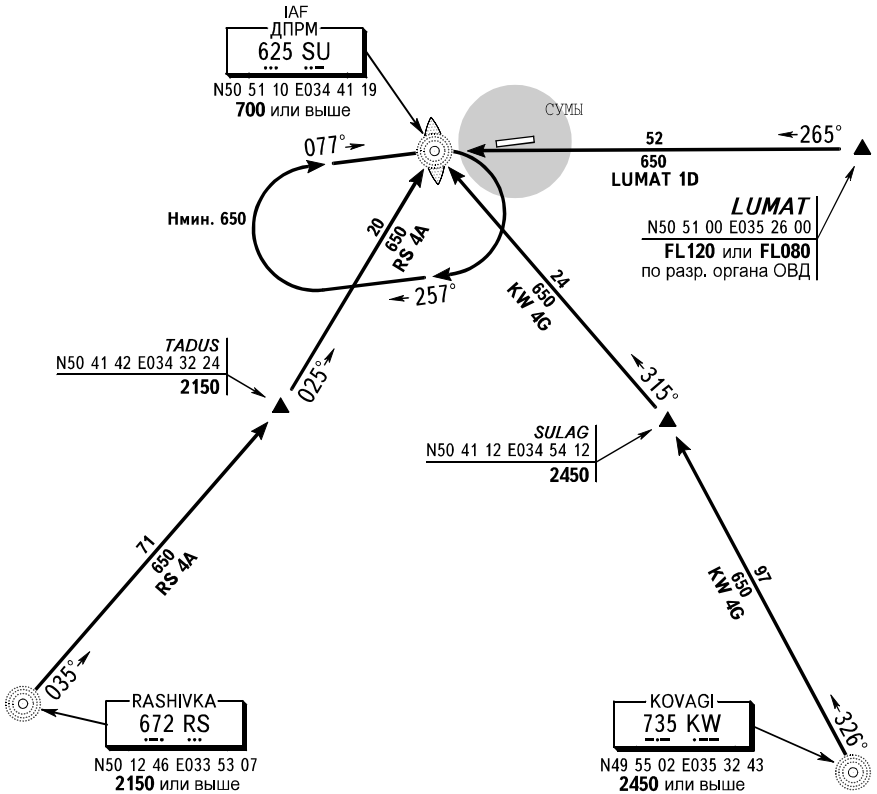 IAF
ДПРМ
625 SU
N50 51 10 E034 41 19
700 или выше
СУМЫ
077°
52
265°
650
LUMAT 1D
LUMAT
N50 51 00 E035 26 00
FL120 или FL080
по разр. органа ОВД
Hмин. 650
20
650
RS 4A
257°
24
650
KW 4G
TADUS
N50 41 42 E034 32 24
2150
025°
315°
SULAG
N50 41 12 E034 54 12
2450
71
650
RS 4A
97
650
KW 4G
035°
RASHIVKA
672 RS
N50 12 46 E033 53 07
2150 или выше
KOVAGI
735 KW
N49 55 02 E035 32 43
2450 или выше
326°